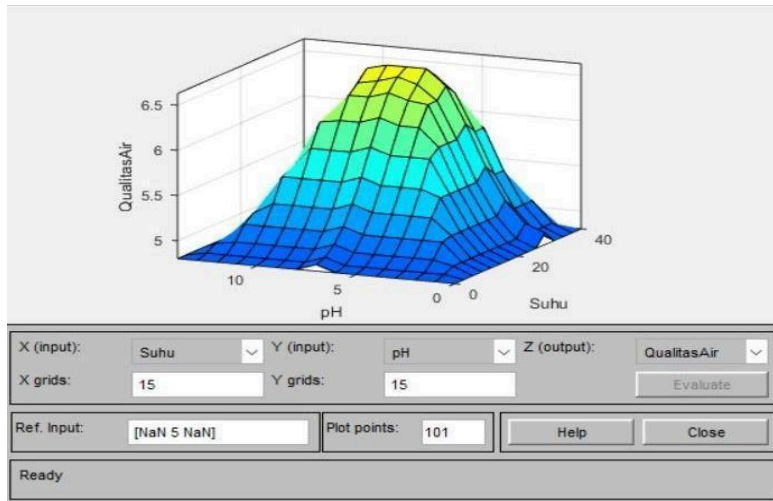 6.5
6
5.5
5
QualitasAir
10
5
0
pH
0
20
40
Suhu
X (input): Suhu Y (input): pH Z (output): QualitasAir
X grids: 15 Y grids: 15 Evaluate
Ref. Input: [NaN 5 NaN] Plot points: 101 Help Close
Ready